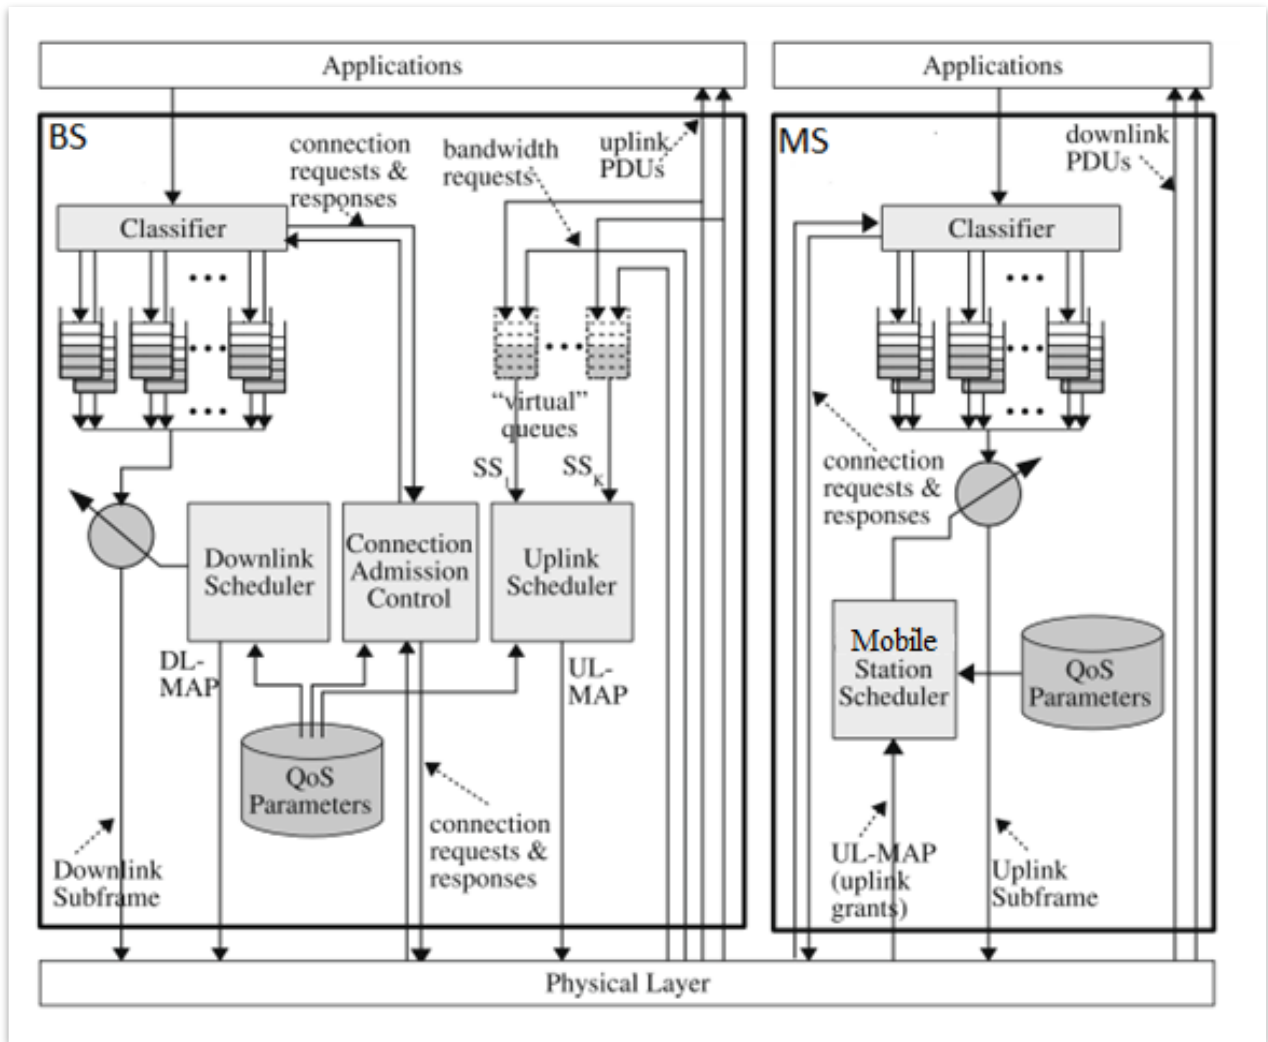 Applications
BS
connection
requests &
responses
bandwidth
requests
uplink
PDUs
Classifier
"virtual"
queues
SS1
SSK
Downlink
Scheduler
Connection
Admission
Control
Uplink
Scheduler
DL-
MAP
UL-
MAP
QoS
Parameters
connection
requests &
responses
Downlink
Subframe
Applications
MS
downlink
PDUs
Classifier
connection
requests &
responses
Mobile
Station
Scheduler
QoS
Parameters
UL-MAP
(uplink
grants)
Uplink
Subframe
Physical Layer